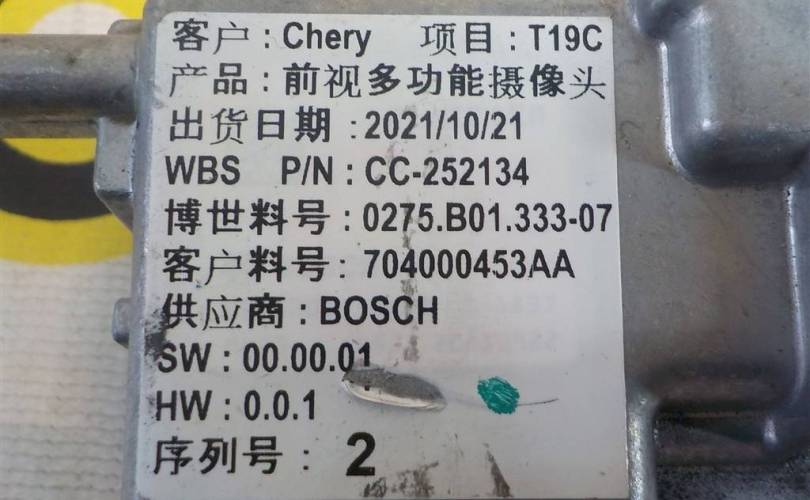 客户：Chery 项目：T19C
产品：前视多功能摄像头
出货日期：2021/10/21
WBS P/N：CC-252134
博世料号：0275.B01.333-07
客户料号：704000453AA
供应商：BOSCH
SW：00.00.01
HW：0.0.1
序列号：2